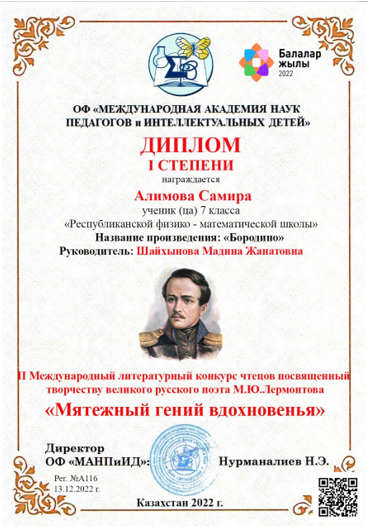 Балалар
жылы
2022
ОФ «МЕЖДУНАРОДНАЯ АКАДЕМИЯ НАУК
ПЕДАГОГОВ и ИНТЕЛЛЕКТУАЛЬНЫХ ДЕТЕЙ»
ДИПЛОМ
I СТЕПЕНИ
награждается
Алимова Самира
ученик (ца) 7 класса
«Республиканской физико - математической школы»
Название произведения: «Бородино»
Руководитель: Шайхынова Мадина Жанатовна
II Международный литературный конкурс чтецов посвященный
творчеству великого русского поэта М.Ю.Лермонтова
«Мятежный гений вдохновенья»
Директор
ОФ «МАНПиИД»: Нурманалиев Н.Э.
Рег. №А116
13.12.2022 г.
Казахстан 2022 г.